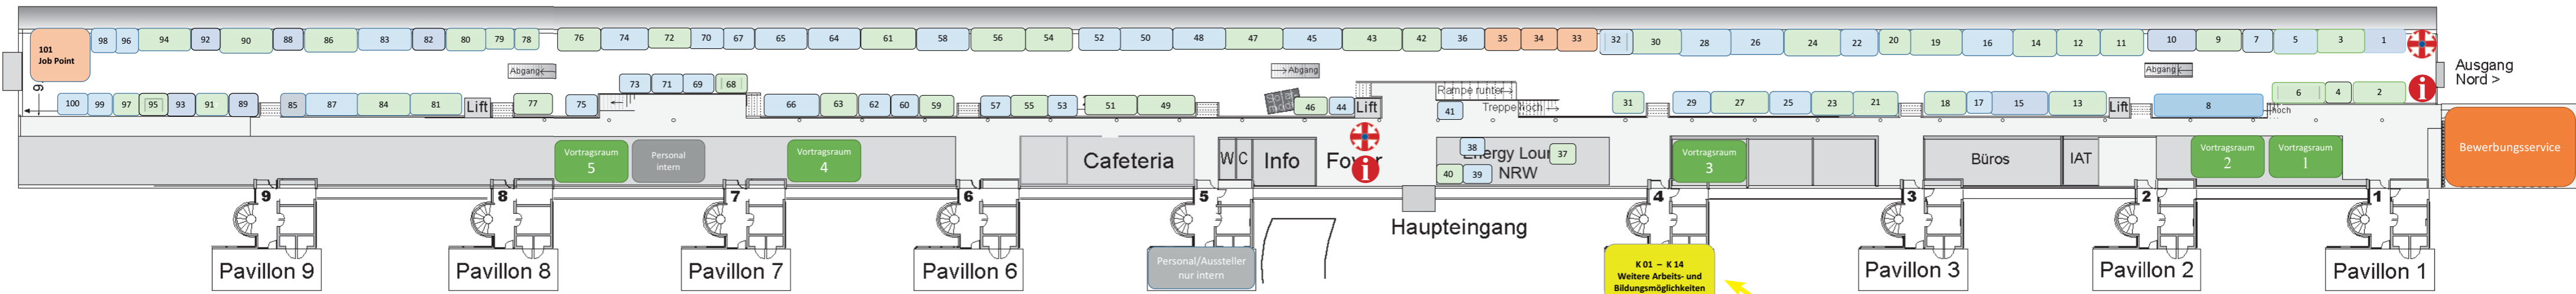 101
Job Point
98 96 94 92 90 88 86 83 82 80 79 78 76 74 72 70 67 65 64 61 58 56 54 52 50 48 47 45 43 42 36 35 34 33 32 30 28 26 24 22 20 19 16 14 12 11 10 9 7 5 3 1
Abgang
Abgang
Abgang
Ausgang
Nord >
9
73 71 69 68
Rampe runter
Treppe hoch
hoch
100 99 97 95 93 91 89 85 87 84 81 Lift 77 75 66 63 62 60 59 57 55 53 51 49 46 44 Lift 41 31 29 27 25 23 21 18 17 15 13 Lift 8 6 4 2
Vortragsraum
5
Personal
intern
Vortragsraum
4
Cafeteria
WC
Info
Foyer
38
37
Energy Lounge
NRW
40 39
Vortragsraum
3
Büros
IAT
Vortragsraum
2
Vortragsraum
1
Bewerbungsservice
9 8 7 6 5 4 3 2 1
Haupteingang
Pavillon 9
Pavillon 8
Pavillon 7
Pavillon 6
Personal/Aussteller
nur intern
K 01 – K 14
Weitere Arbeits- und
Bildungsmöglichkeiten
Pavillon 3
Pavillon 2
Pavillon 1